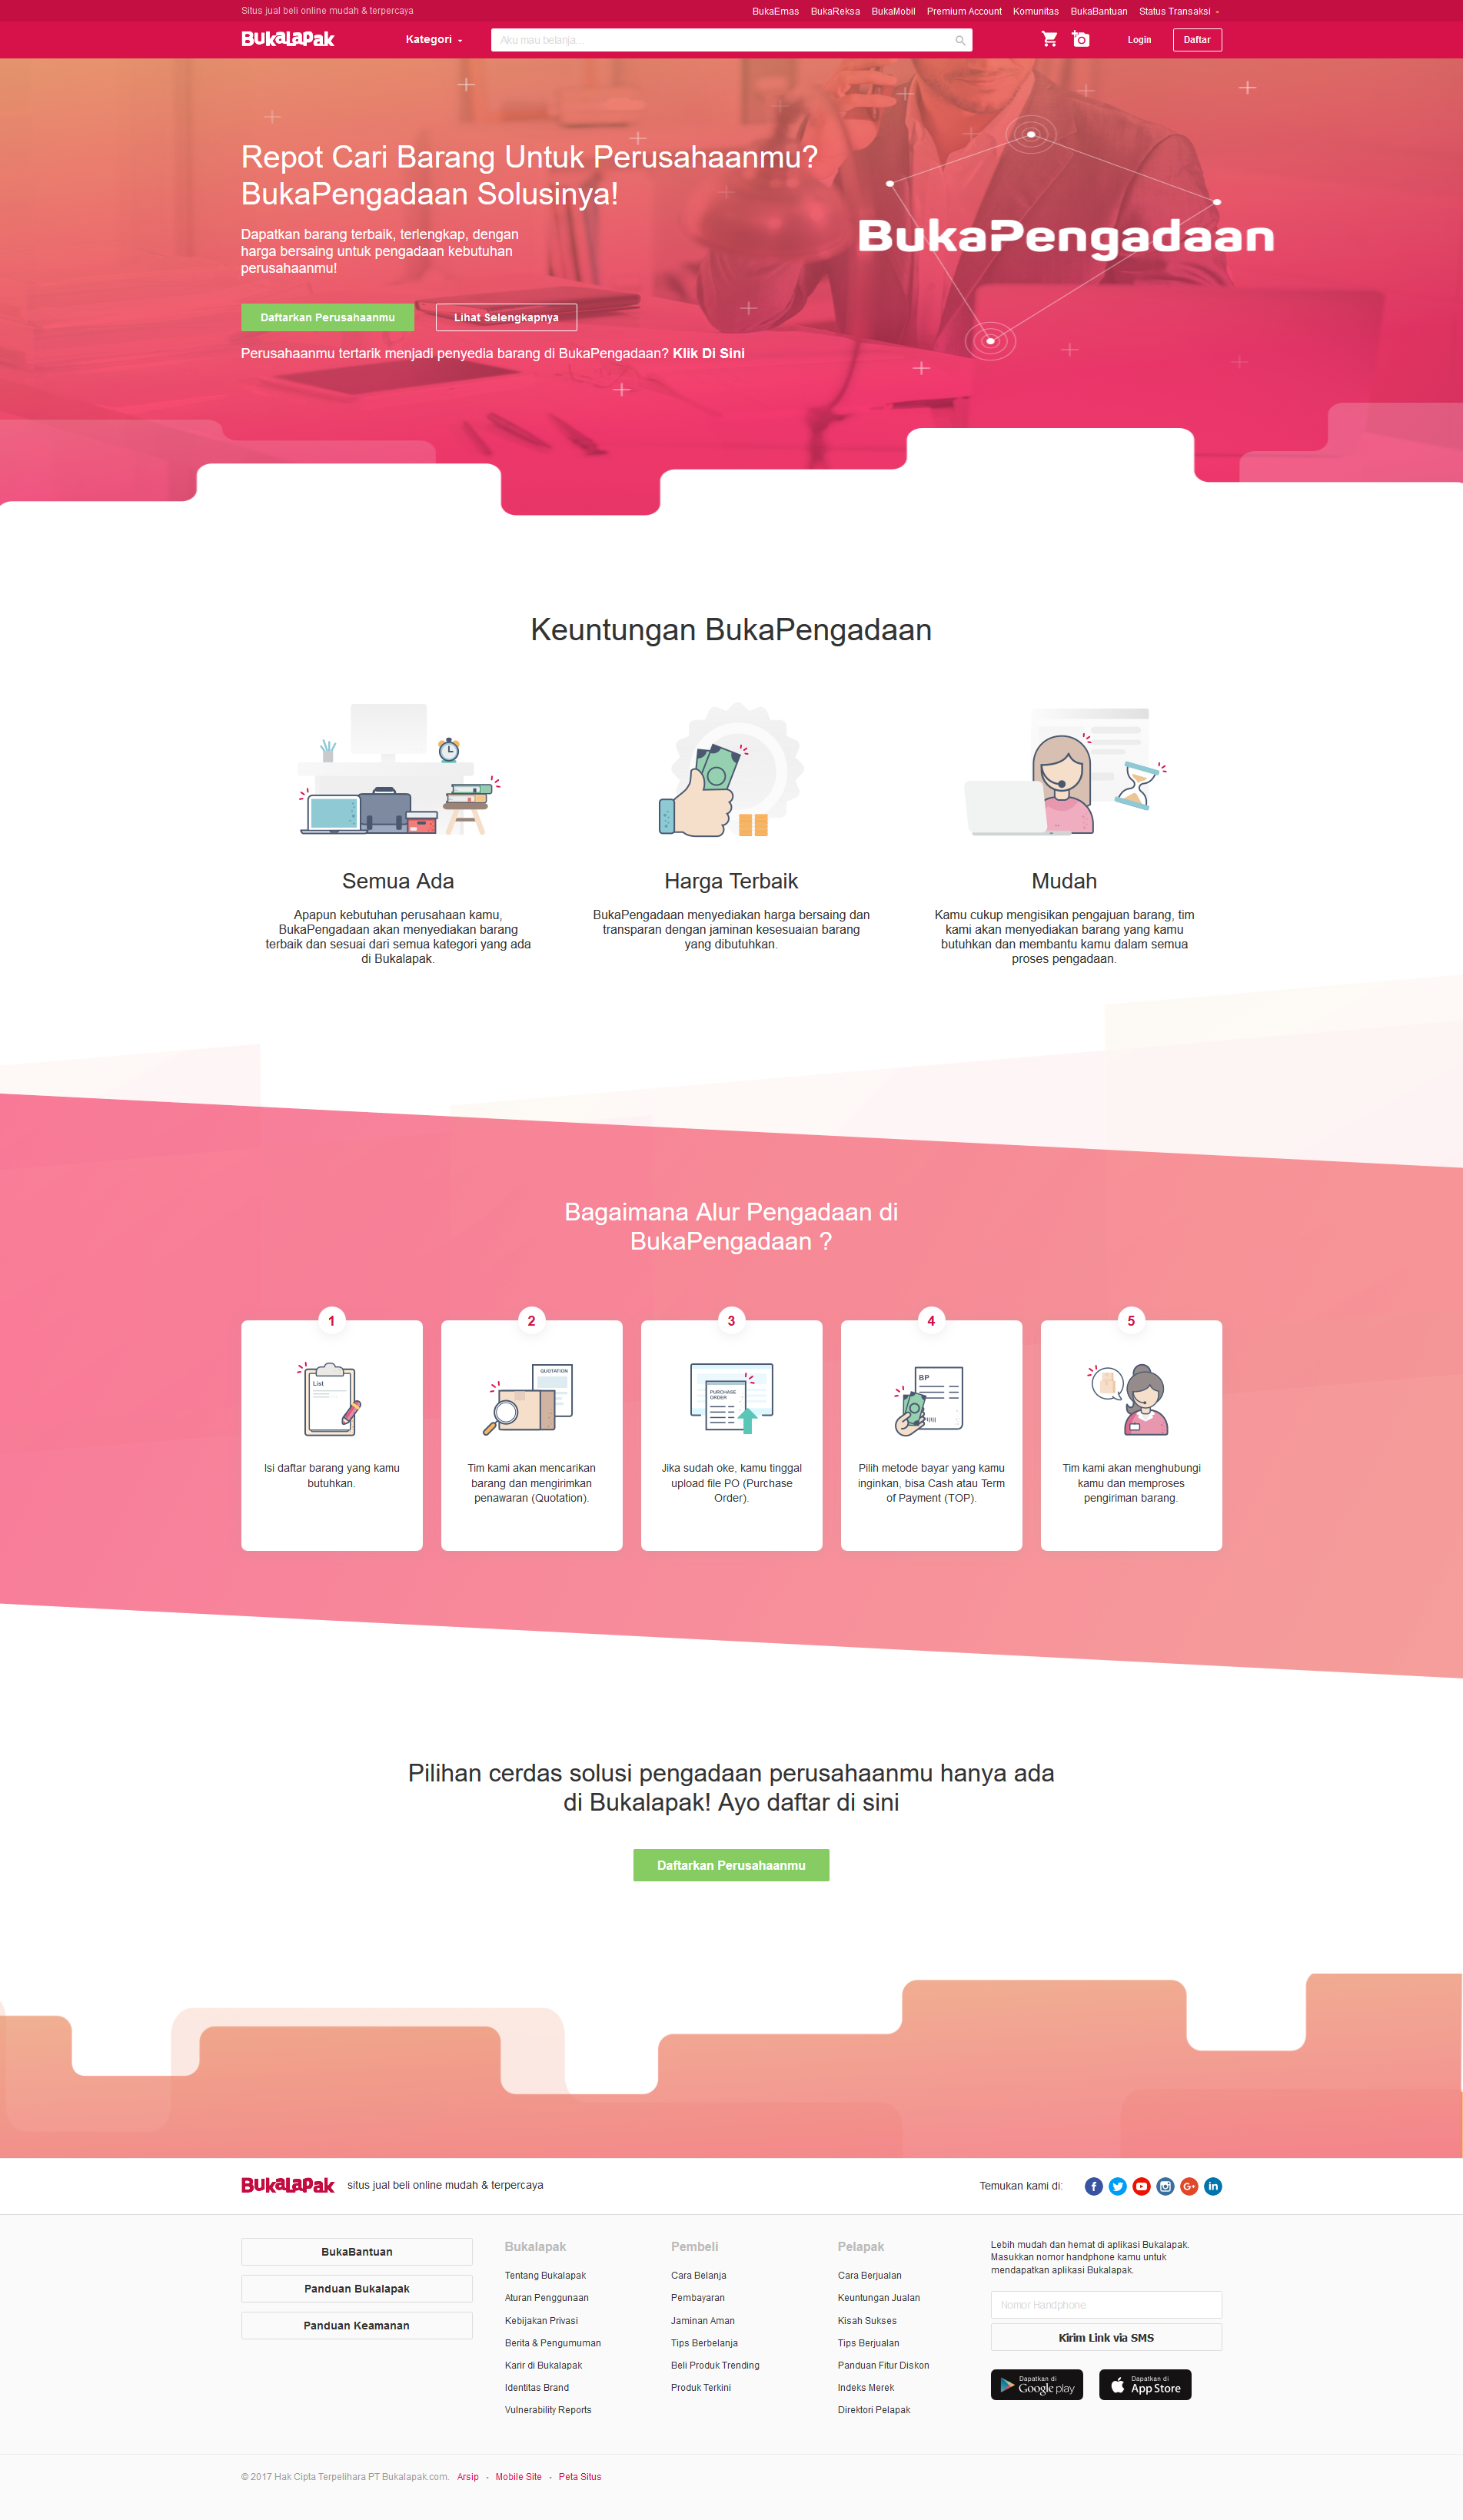 Situs jual beli online mudah & terpercaya
BukaEmas BukaReksa BukaMobil Premium Account Komunitas BukaBantuan Status Transaksi
BukaLapak Kategori Aku mau belanja... Login Daftar
Repot Cari Barang Untuk Perusahaanmu?
BukaPengadaan Solusinya!
Dapatkan barang terbaik, terlengkap, dengan
harga bersaing untuk pengadaan kebutuhan
perusahaanmu!
Daftarkan Perusahaanmu Lihat Selengkapnya
Perusahaanmu tertarik menjadi penyedia barang di BukaPengadaan? Klik Di Sini
BukaPengadaan
Keuntungan BukaPengadaan
Semua Ada
Apapun kebutuhan perusahaan kamu,
BukaPengadaan akan menyediakan barang
terbaik dan sesuai dari semua kategori yang ada
di Bukalapak.
Harga Terbaik
BukaPengadaan menyediakan harga bersaing dan
transparan dengan jaminan kesesuaian barang
yang dibutuhkan.
Mudah
Kamu cukup mengisikan pengajuan barang, tim
kami akan menyediakan barang yang kamu
butuhkan dan membantu kamu dalam semua
proses pengadaan.
Bagaimana Alur Pengadaan di
BukaPengadaan ?
1
List
Isi daftar barang yang kamu
butuhkan.
2
QUOTATION
Tim kami akan mencarikan
barang dan mengirimkan
penawaran (Quotation).
3
PURCHASE
ORDER
Jika sudah oke, kamu tinggal
upload file PO (Purchase
Order).
4
BP
Pilih metode bayar yang kamu
inginkan, bisa Cash atau Term
of Payment (TOP).
5
Tim kami akan menghubungi
kamu dan memproses
pengiriman barang.
Pilihan cerdas solusi pengadaan perusahaanmu hanya ada
di Bukalapak! Ayo daftar di sini
Daftarkan Perusahaanmu
BukaLapak situs jual beli online mudah & terpercaya
Temukan kami di:
BukaBantuan
Panduan Bukalapak
Panduan Keamanan
Bukalapak
Tentang Bukalapak
Aturan Penggunaan
Kebijakan Privasi
Berita & Pengumuman
Karir di Bukalapak
Identitas Brand
Vulnerability Reports
Pembeli
Cara Belanja
Pembayaran
Jaminan Aman
Tips Berbelanja
Beli Produk Trending
Produk Terkini
Pelapak
Cara Berjualan
Keuntungan Jualan
Kisah Sukses
Tips Berjualan
Panduan Fitur Diskon
Indeks Merek
Direktori Pelapak
Lebih mudah dan hemat di aplikasi Bukalapak.
Masukkan nomor handphone kamu untuk
mendapatkan aplikasi Bukalapak.
Nomor Handphone
Kirim Link via SMS
Dapatkan di
Google play
Dapatkan di
App Store
© 2017 Hak Cipta Terpelihara PT Bukalapak.com. Arsip • Mobile Site • Peta Situs